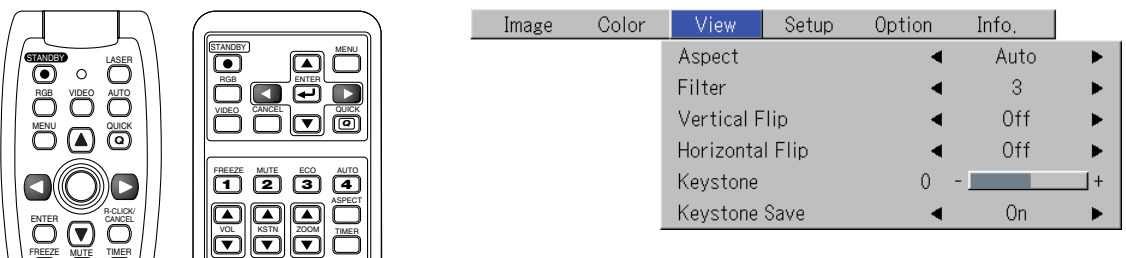 STANDBY LASER
RGB VIDEO AUTO
MENU QUICK
Q
ENTER R-CLICK/
CANCEL
FREEZE MUTE TIMER
STANDBY MENU
RGB ENTER
VIDEO CANCEL QUICK
Q
FREEZE MUTE ECO AUTO
1 2 3 4
ASPECT
VOL KSTN ZOOM TIMER
Image Color View Setup Option Info.
Aspect Auto
Filter 3
Vertical Flip Off
Horizontal Flip Off
Keystone 0 - +
Keystone Save On